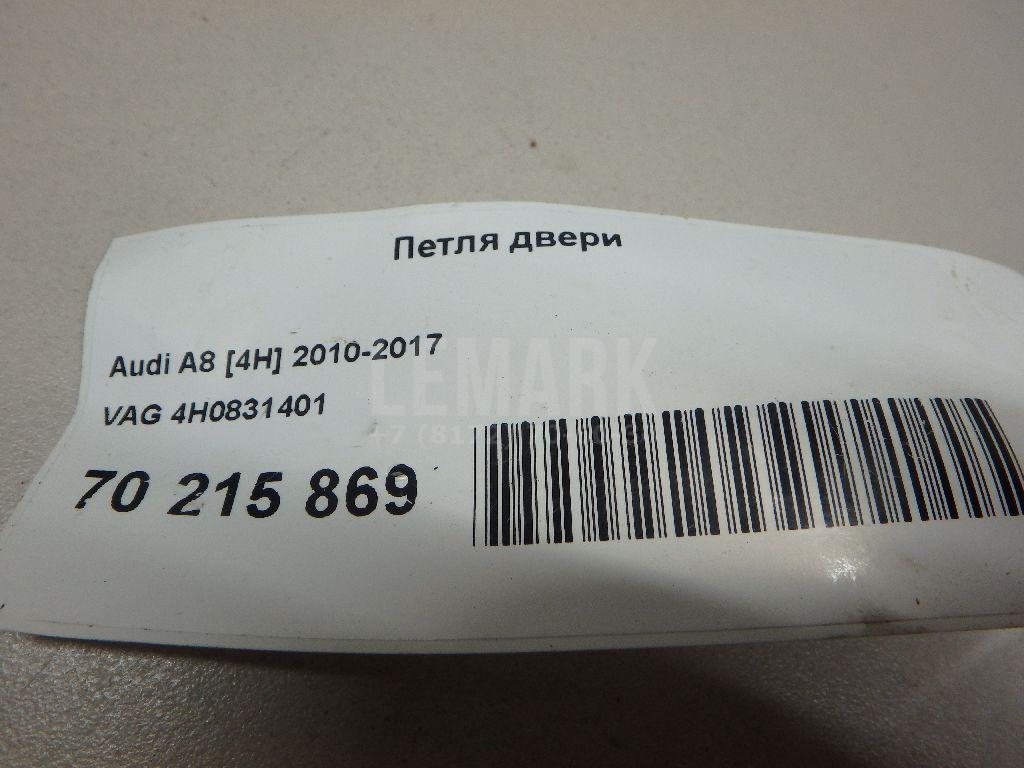 Петля двери
Audi A8 [4H] 2010-2017
LEMARK
VAG 4H0831401
70 215 869